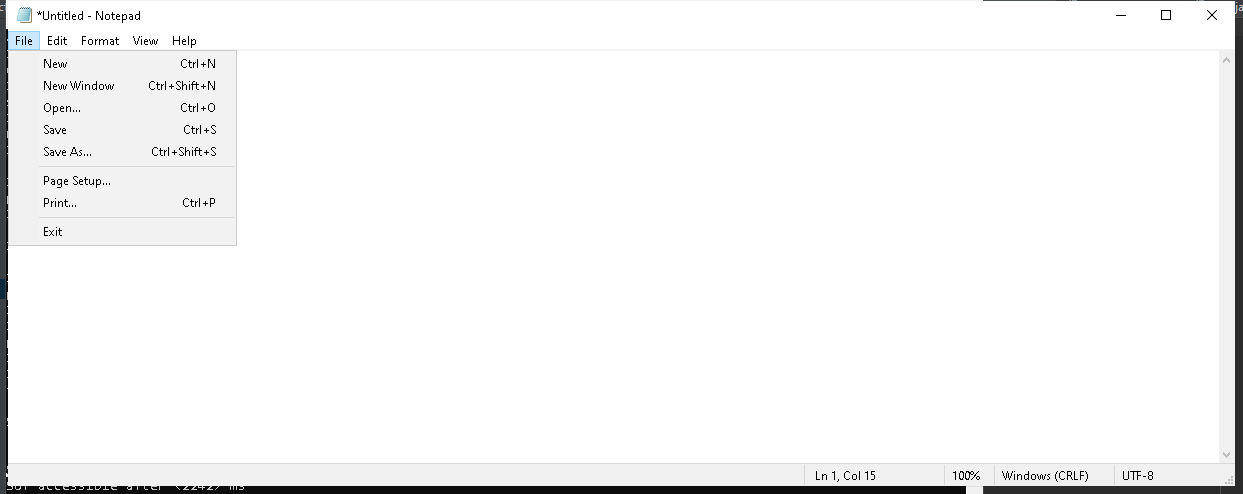 *Untitled - Notepad
File Edit Format View Help
New Ctrl+N
New Window Ctrl+Shift+N
Open... Ctrl+O
Save Ctrl+S
Save As... Ctrl+Shift+S
Page Setup...
Print... Ctrl+P
Exit
Ln 1, Col 15 100% Windows (CRLF) UTF-8
accessible after <2242> ms